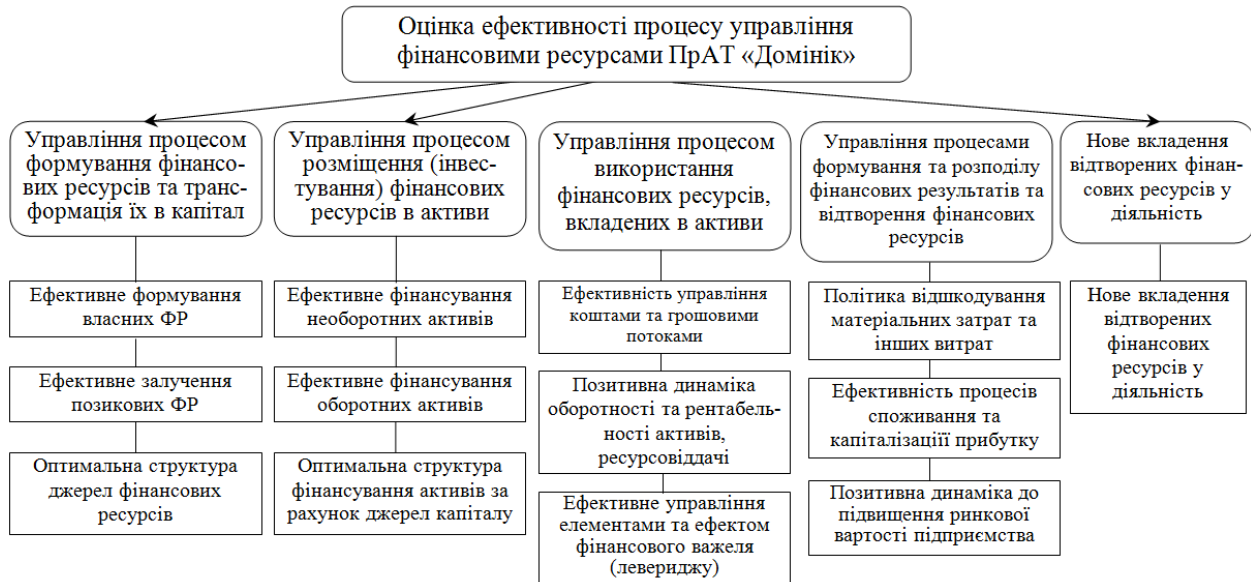 Оцінка ефективності процесу управління
фінансовими ресурсами ПрАТ «Домінік»
Управління процесом
формування фінансо-
вих ресурсів та транс-
формація їх в капітал
Ефективне формування
власних ФР
Ефективне залучення
позикових ФР
Оптимальна структура
джерел фінансових
ресурсів
Управління процесом
розміщення (інвес-
тування) фінансових
ресурсів в активи
Ефективне фінансування
необоротних активів
Ефективне фінансування
оборотних активів
Оптимальна структура
фінансування активів за
рахунок джерел капіталу
Управління процесом
використання
фінансових ресурсів,
вкладених в активи
Ефективність управління
коштами та грошовими
потоками
Позитивна динаміка
оборотності та рентабель-
ності активів,
ресурсовіддачі
Ефективне управління
елементами та ефектом
фінансового важеля
(левериджу)
Управління процесами
формування та розподілу
фінансових результатів та
відтворення фінансових
ресурсів
Політика відшкодування
матеріальних затрат та
інших витрат
Ефективність процесів
споживання та
капіталізаціїї прибутку
Позитивна динаміка до
підвищення ринкової
вартості підприємства
Нове вкладення
відтворених фінан-
сових ресурсів у
діяльність
Нове вкладення
відтворених
фінансових
ресурсів у
діяльність